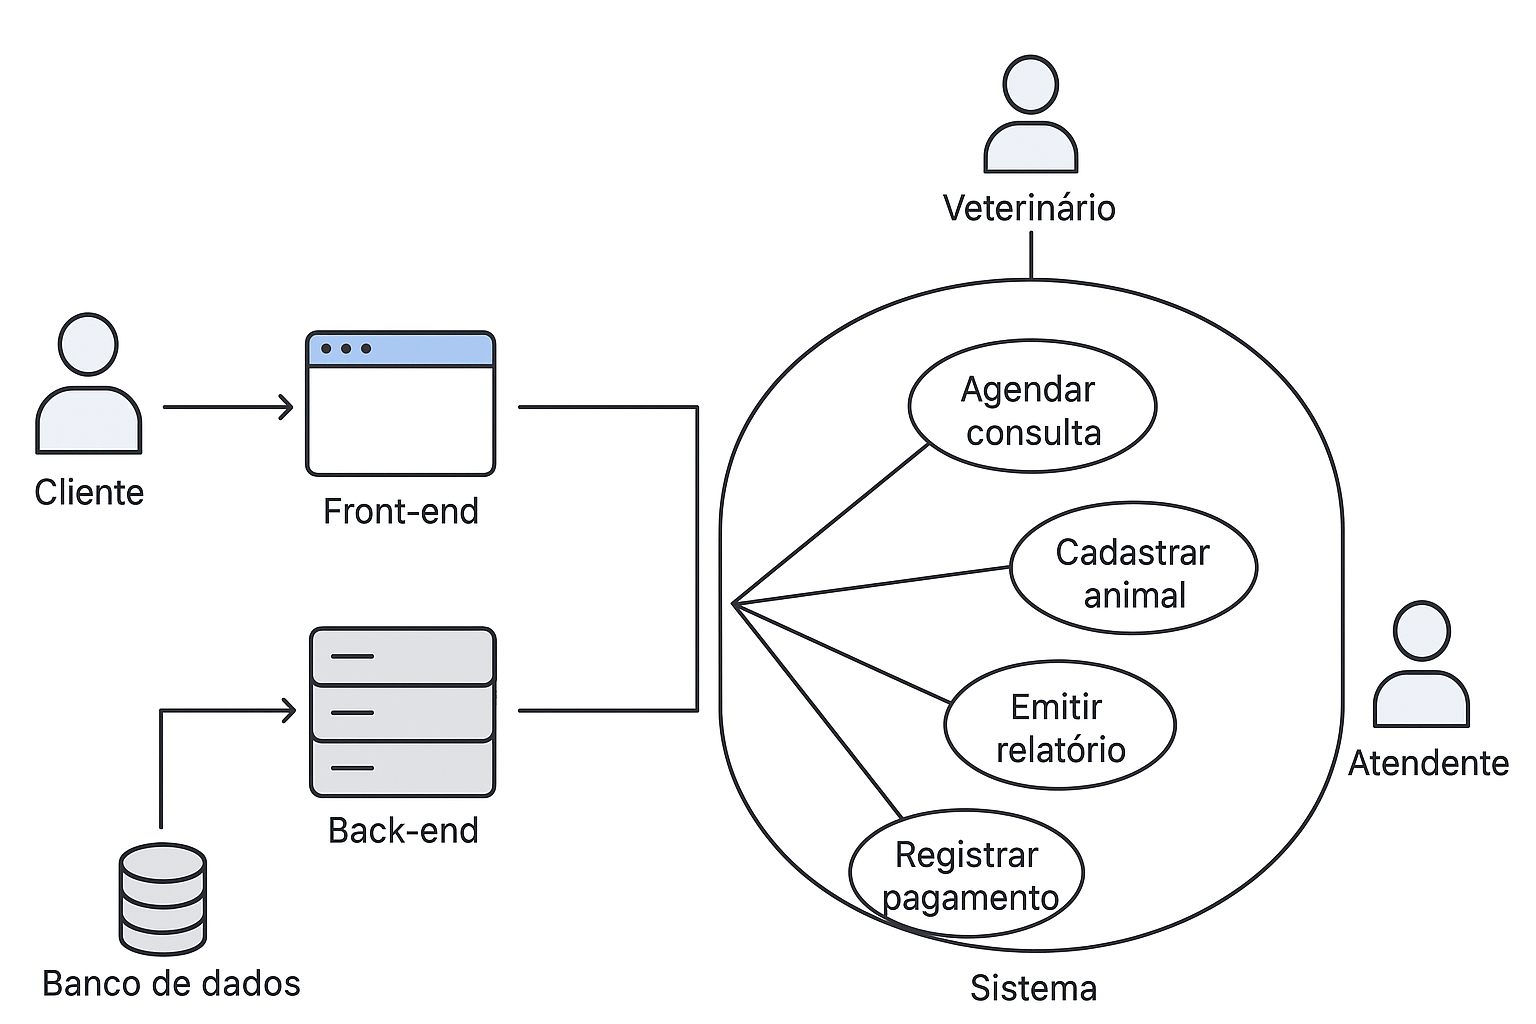 Veterinário
Cliente
Front-end
Agendar
consulta
Cadastrar
animal
Emitir
relatório
Atendente
Back-end
Registrar
pagamento
Banco de dados
Sistema